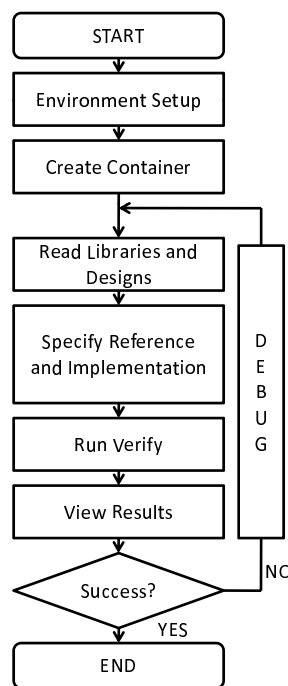 START
Environment Setup
Create Container
Read Libraries and
Designs
Specify Reference
and Implementation
Run Verify
View Results
Success?
YES
END
NO
D
E
B
U
G